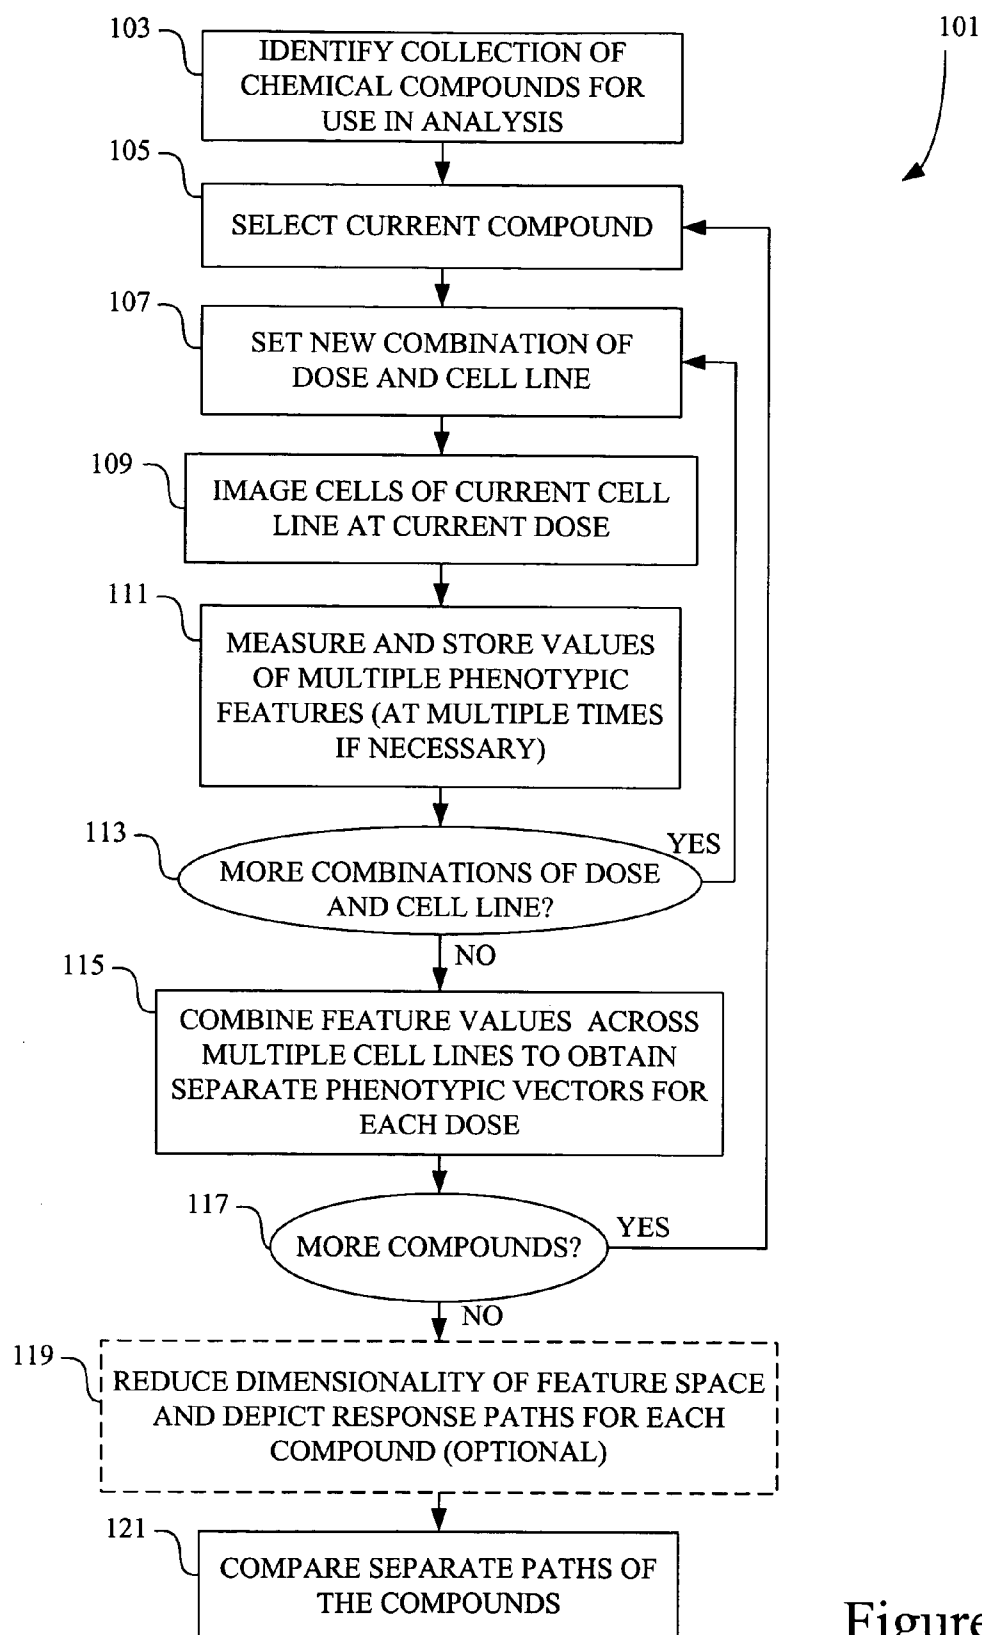 101
103
IDENTIFY COLLECTION OF
CHEMICAL COMPOUNDS FOR
USE IN ANALYSIS
105
SELECT CURRENT COMPOUND
107
SET NEW COMBINATION OF
DOSE AND CELL LINE
109
IMAGE CELLS OF CURRENT CELL
LINE AT CURRENT DOSE
111
MEASURE AND STORE VALUES
OF MULTIPLE PHENOTYPIC
FEATURES (AT MULTIPLE TIMES
IF NECESSARY)
113
YES
MORE COMBINATIONS OF DOSE
AND CELL LINE?
NO
115
COMBINE FEATURE VALUES ACROSS
MULTIPLE CELL LINES TO OBTAIN
SEPARATE PHENOTYPIC VECTORS FOR
EACH DOSE
117
YES
MORE COMPOUNDS?
NO
119
REDUCE DIMENSIONALITY OF FEATURE SPACE
AND DEPICT RESPONSE PATHS FOR EACH
COMPOUND (OPTIONAL)
121
COMPARE SEPARATE PATHS OF
THE COMPOUNDS
Figure